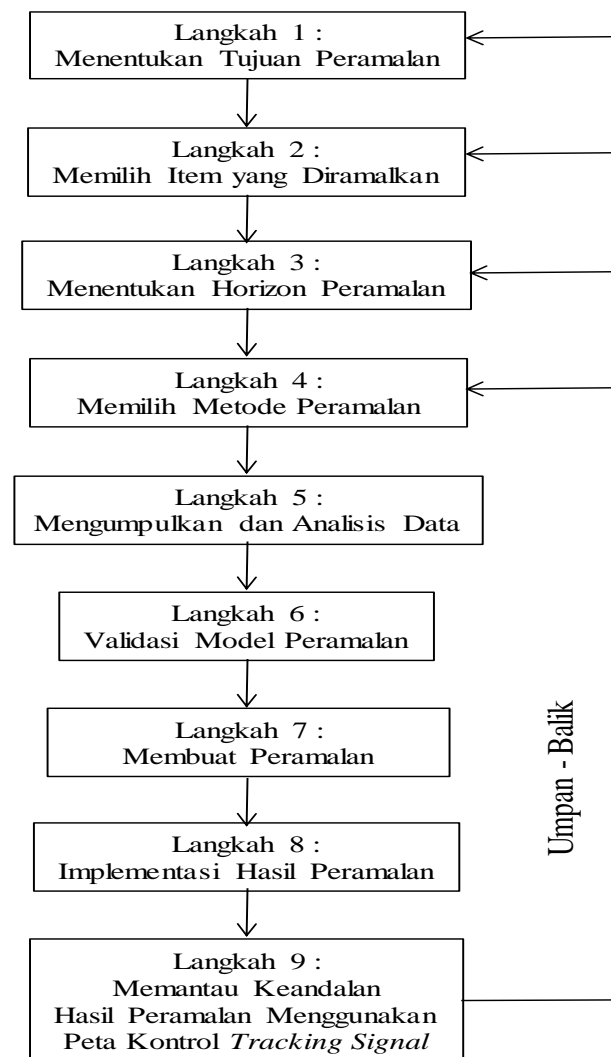 Langkah 1 :
Menentukan Tujuan Peramalan
Langkah 2 :
Memilih Item yang Diramalkan
Langkah 3 :
Menentukan Horizon Peramalan
Langkah 4 :
Memilih Metode Peramalan
Langkah 5 :
Mengumpulkan dan Analisis Data
Langkah 6 :
Validasi Model Peramalan
Langkah 7 :
Membuat Peramalan
Langkah 8 :
Implementasi Hasil Peramalan
Langkah 9 :
Memantau Keandalan
Hasil Peramalan Menggunakan
Peta Kontrol Tracking Signal
Umpan - Balik